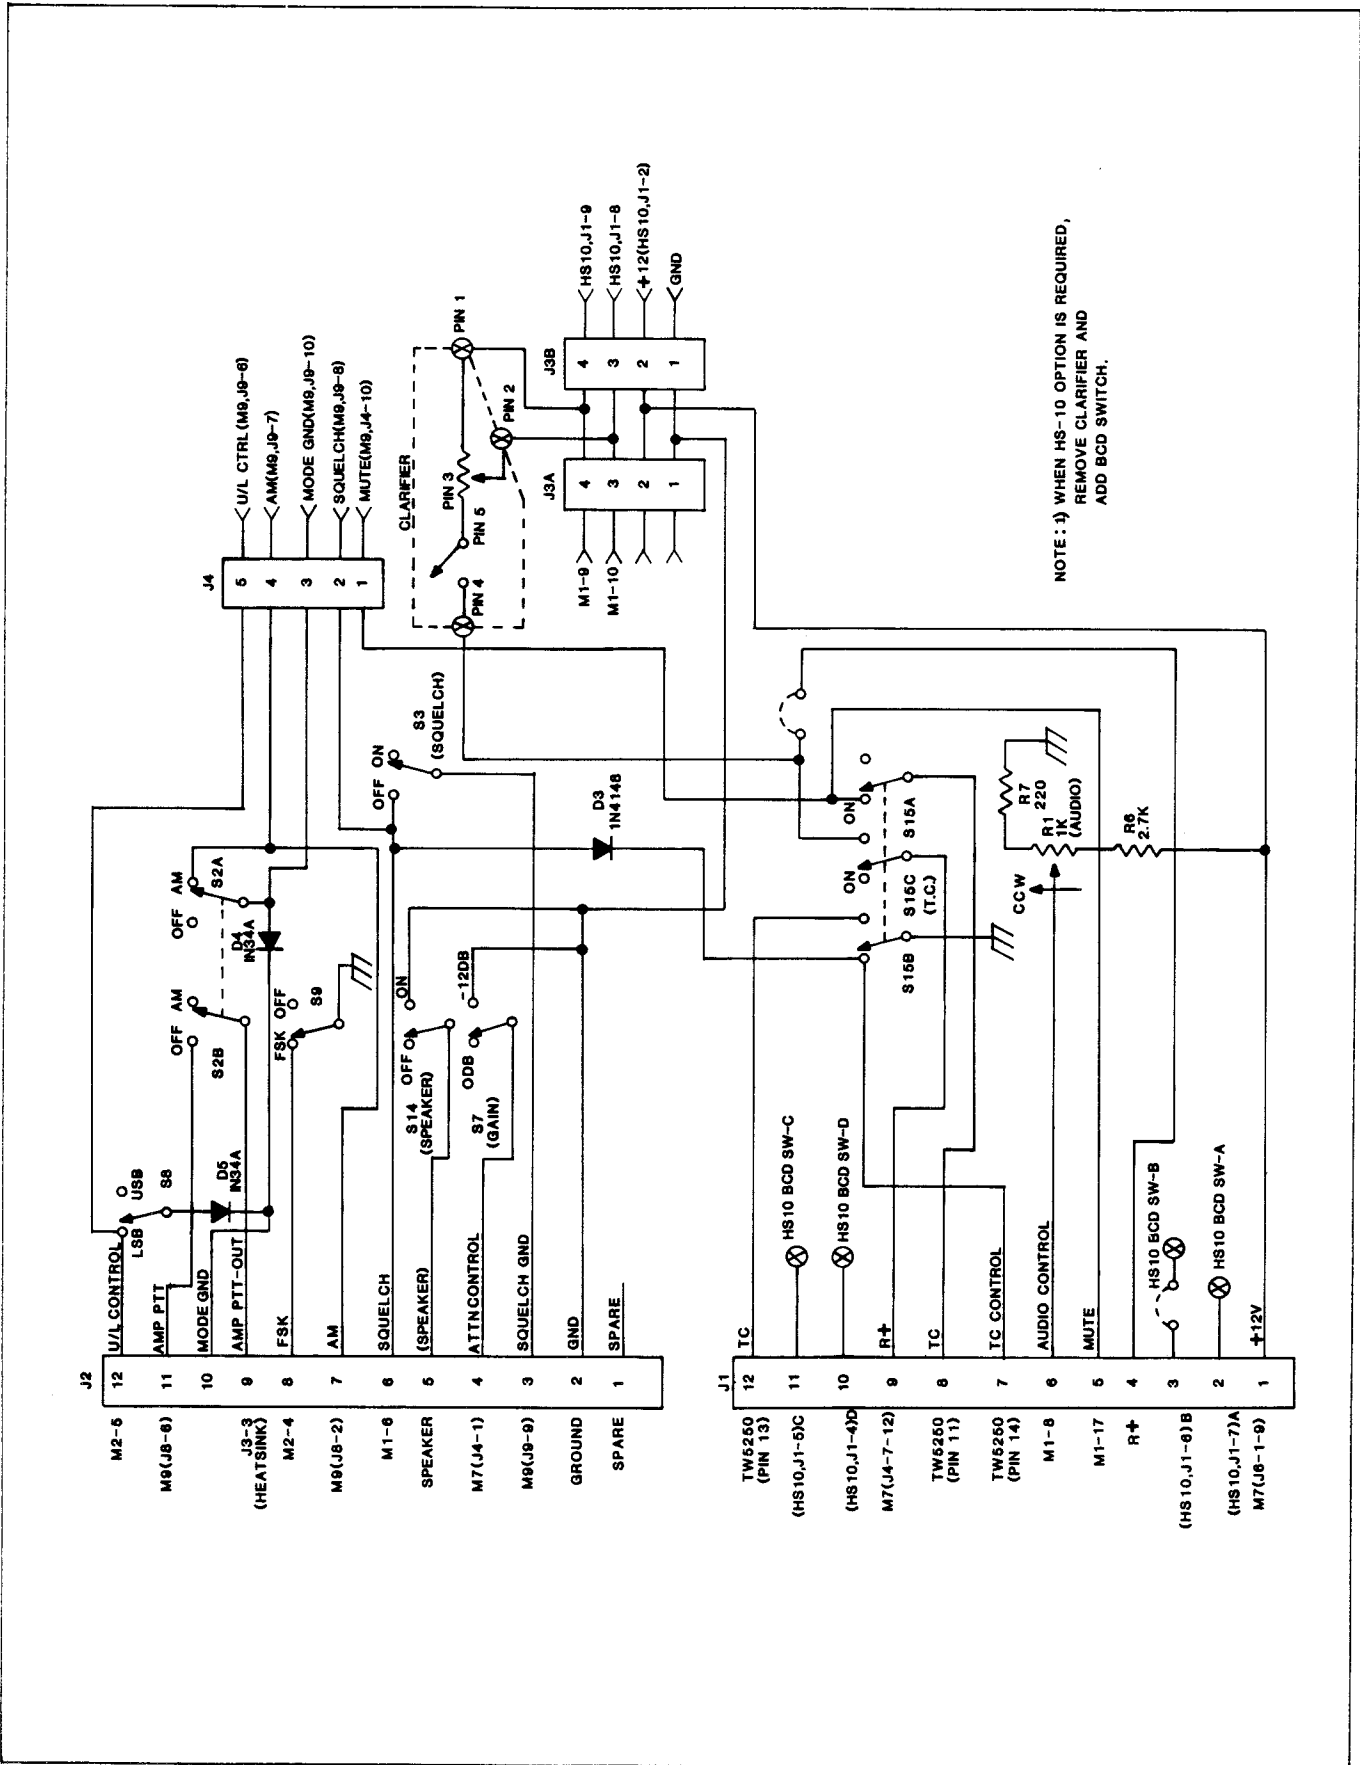 J2
M2-5
12
U/L CONTROL
M9(J8-6)
11
AMP PTT
10
MODE GND
J3-3
(HEATSINK)
9
AMP PTT-OUT
M2-4
8
FSK
M9(J8-2)
7
AM
M1-6
6
SQUELCH
SPEAKER
5
(SPEAKER)
M7(J4-1)
4
ATTN CONTROL
M9(J9-9)
3
SQUELCH GND
GROUND
2
GND
SPARE
1
SPARE
LSB
USB
S8
D5
IN34A
OFF
AM
S2B
OFF
AM
S2A
D4
IN34A
FSK
OFF
S9
OFF
ON
S14
(SPEAKER)
ODB
-12DB
S7
(GAIN)
OFF
ON
S3
(SQUELCH)
D3
1N4148
J4
5
U/L CTRL(M9,J9-6)
4
AM(M9,J9-7)
3
MODE GND(M9,J9-10)
2
SQUELCH(M9,J9-8)
1
MUTE(M9,J4-10)
CLARIFIER
PIN 1
PIN 2
PIN 3
PIN 5
PIN 4
J3A
J3B
M1-9
4
4
HS10,J1-9
M1-10
3
3
HS10,J1-8
2
2
+12(HS10,J1-2)
1
1
GND
J1
TW5250
(PIN 13)
12
TC
(HS10,J1-5)C
11
HS10 BCD SW-C
(HS10,J1-4)D
10
HS10 BCD SW-D
M7(J4-7-12)
9
R+
TW5250
(PIN 11)
8
TC
TW5250
(PIN 14)
7
TC CONTROL
M1-8
6
AUDIO CONTROL
M1-17
5
MUTE
R+
4
(HS10,J1-6)B
3
HS10 BCD SW-B
(HS10,J1-7)A
2
HS10 BCD SW-A
M7(J6-1-9)
1
+12V
S15B
S15C
(T.C.)
ON
S15A
ON
CCW
R7
220
R1
1K
(AUDIO)
R6
2.7K
NOTE: 1) WHEN HS-10 OPTION IS REQUIRED,
REMOVE CLARIFIER AND
ADD BCD SWITCH.